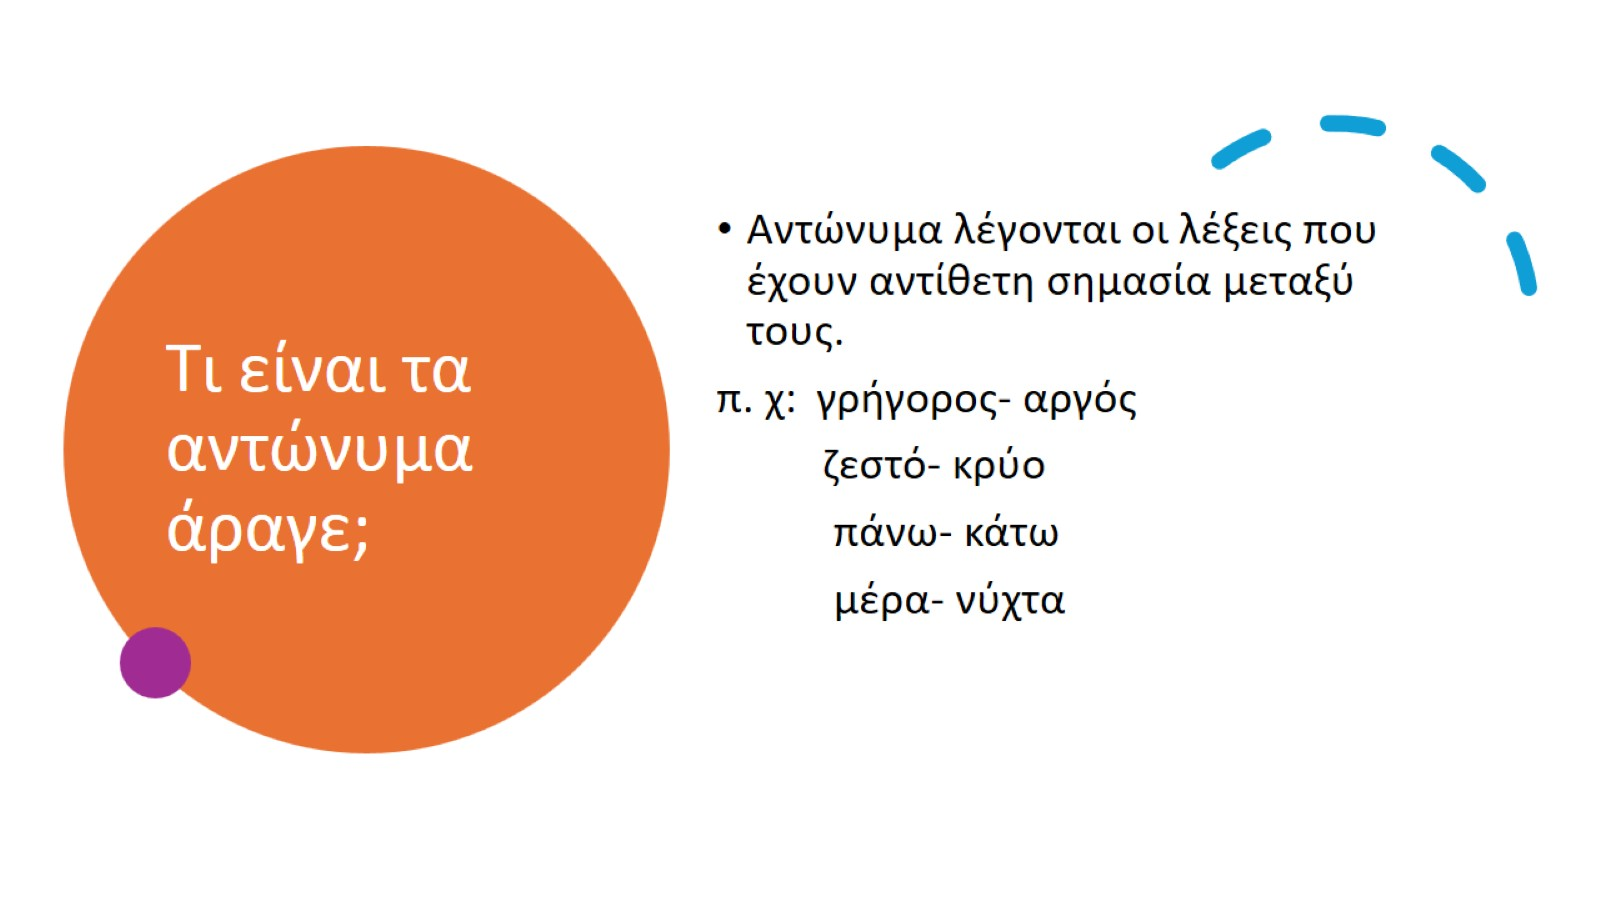 Τι είναι τα
αντώνυμα
άραγε;
• Αντώνυμα λέγονται οι λέξεις που
έχουν αντίθετη σημασία μεταξύ
τους.
π. χ: γρήγορος- αργός
ζεστό- κρύο
πάνω- κάτω
μέρα- νύχτα